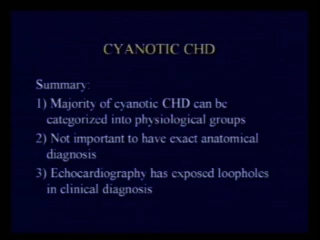 CYANOTIC CHD
Summary:
1) Majority of cyanotic CHD can be
categorized into physiological groups
2) Not important to have exact anatomical
diagnosis
3) Echocardiography has exposed loopholes
in clinical diagnosis